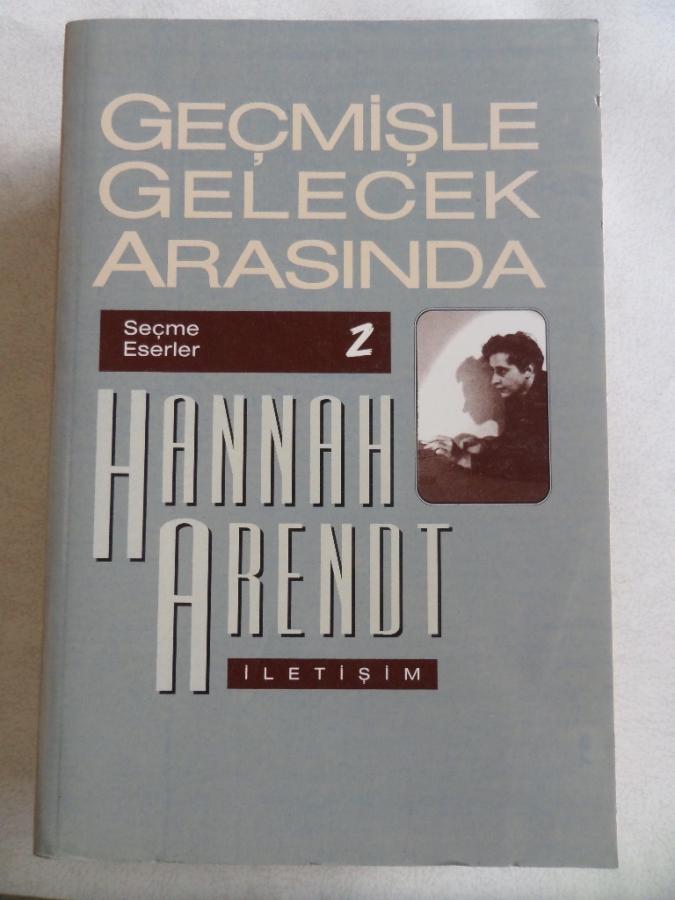 GEÇMİŞLE
GELECEK
ARASINDA
Seçme
Eserler
2
HANNAH
ARENDT
İLETİŞİM